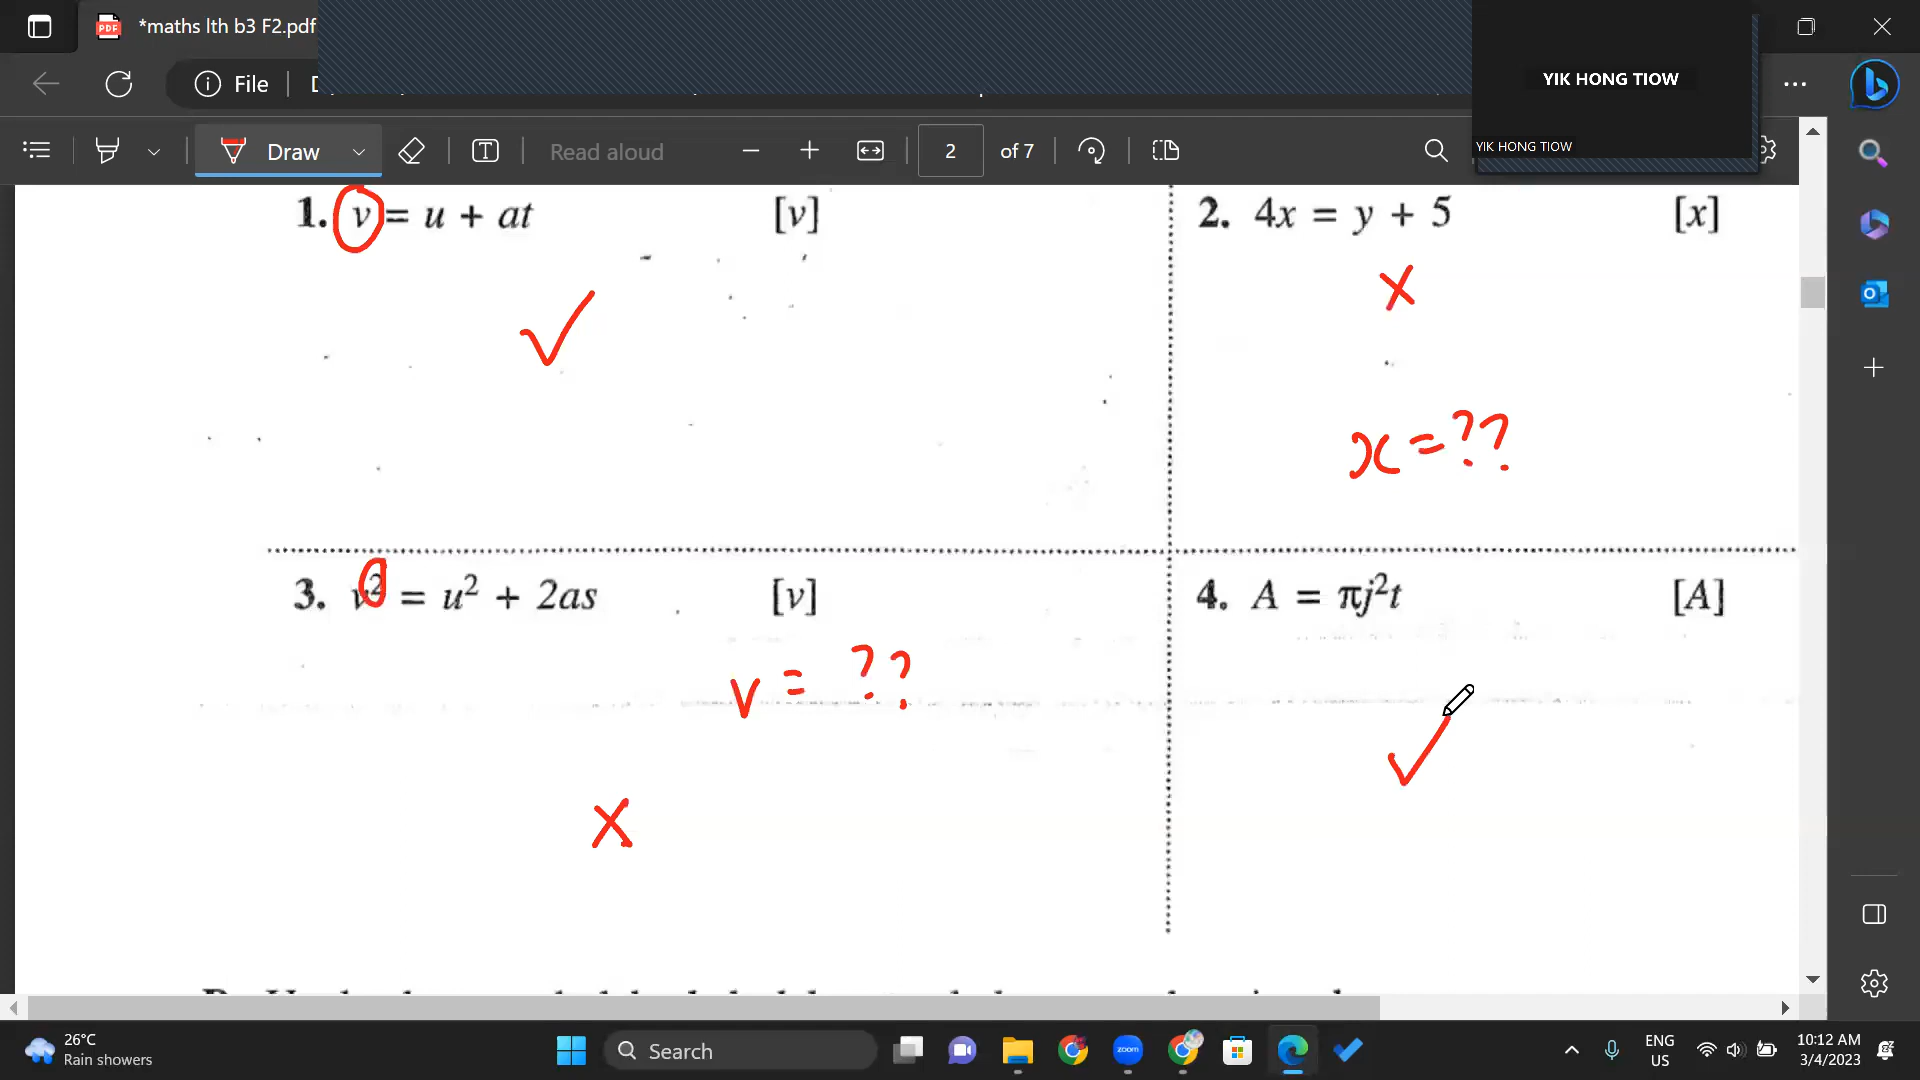 *maths lth b3 F2.pdf
YIK HONG TIOW
YIK HONG TIOW
File
Draw
Read aloud
2 of 7
1. v = u + at [v]
2. 4x = y + 5 [x]
x = ??
3. v² = u² + 2as [v]
v = ??
4. A = πj²t [A]
26°C
Rain showers
Search
zoom
ENG
US
10:12 AM
3/4/2023